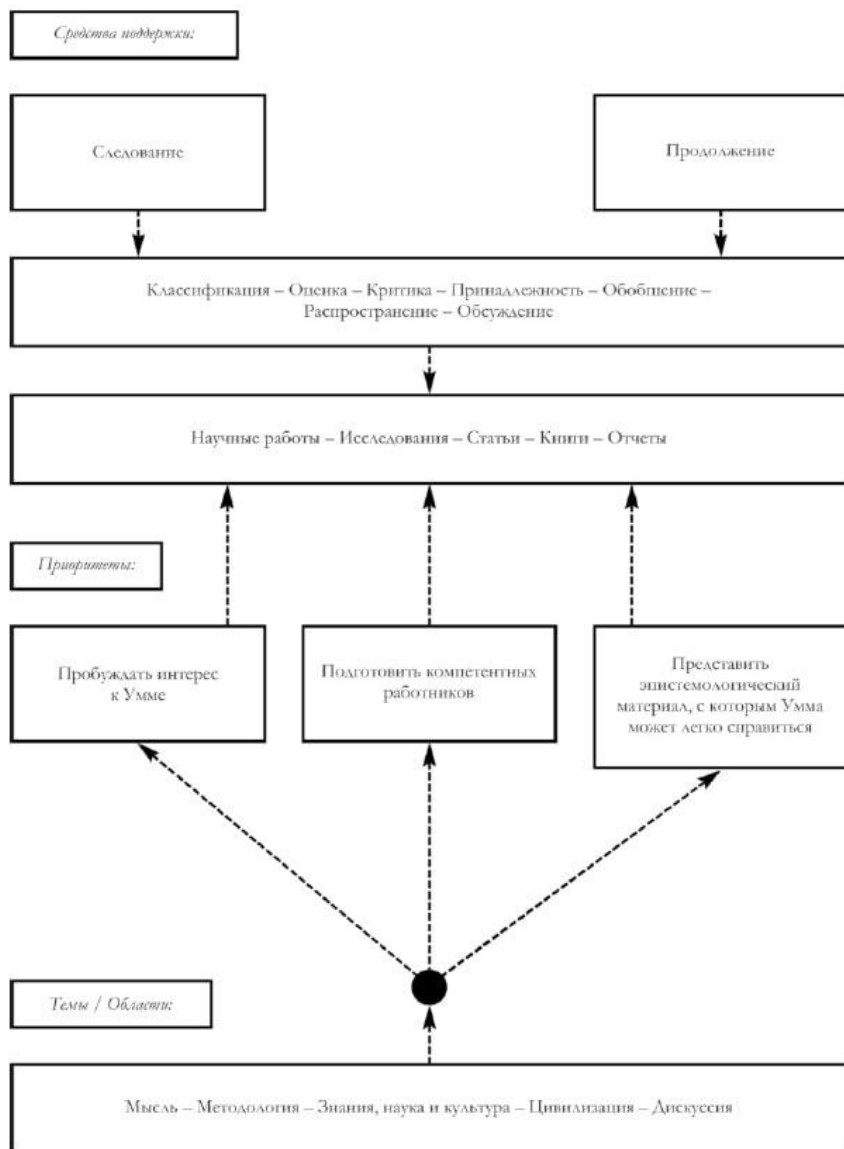 Средства поддержки:
Следование
Продолжение
Классификация – Оценка – Критика – Принадлежность – Обобщение –
Распространение – Обсуждение
Научные работы – Исследования – Статьи – Книги – Отчеты
Приоритеты:
Пробуждать интерес
к Умме
Подготовить компетентных
работников
Представить
эпистемологический
материал, с которым Умма
может легко справиться
Темы / Области:
Мысль – Методология – Знания, наука и культура – Цивилизация – Дискуссия